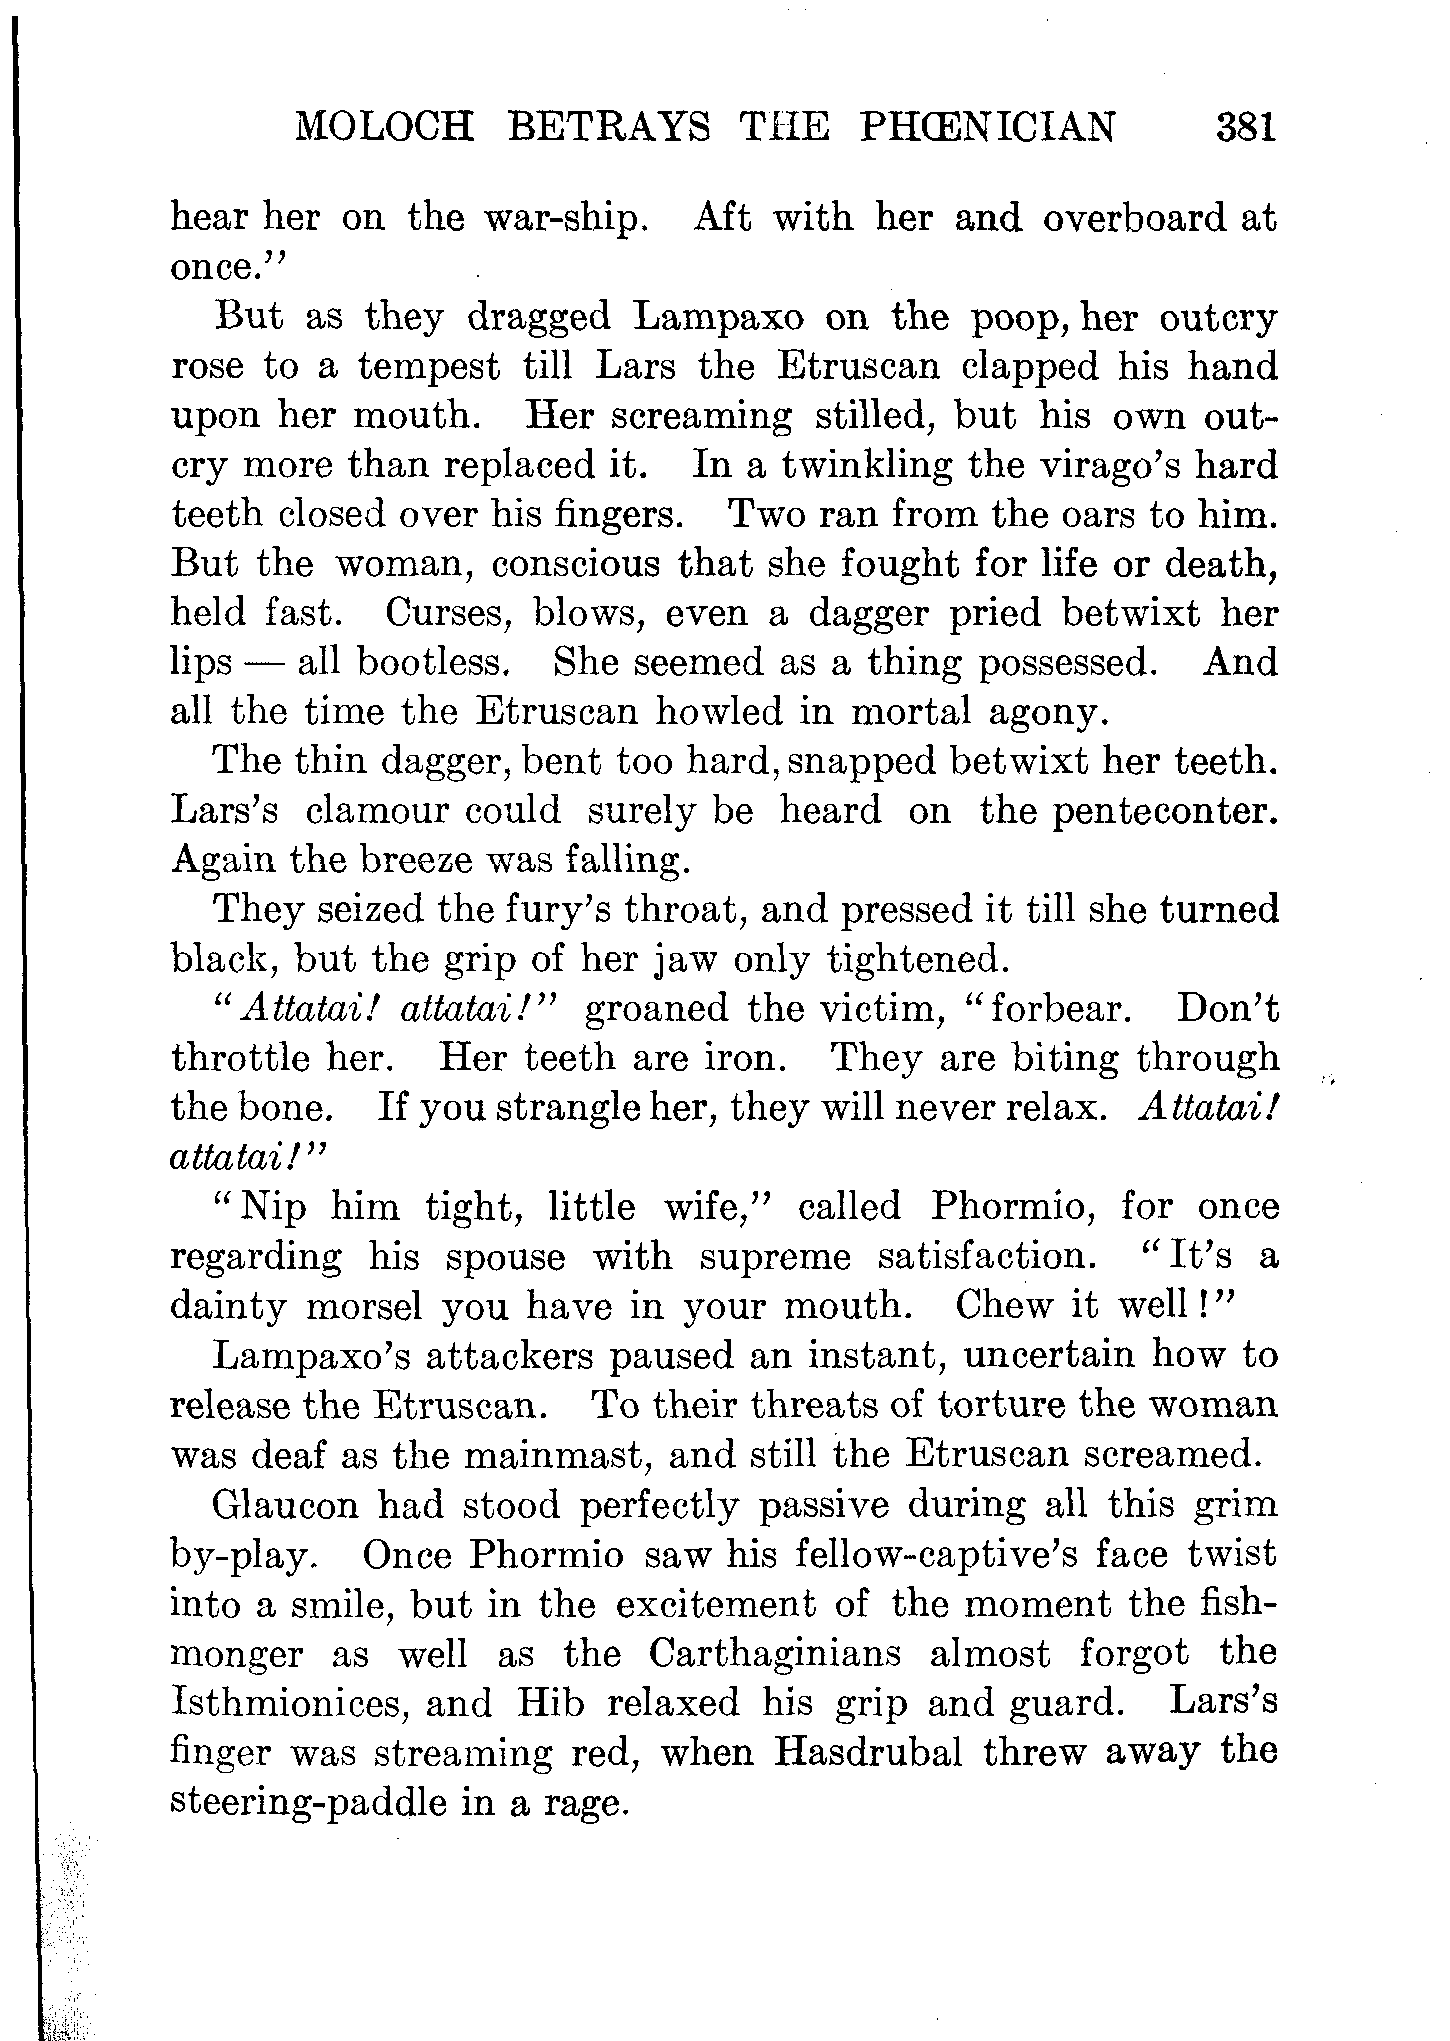 MOLOCH BETRAYS THE PHŒNICIAN 381
hear her on the war-ship. Aft with her and overboard at
once."
But as they dragged Lampaxo on the poop, her outcry
rose to a tempest till Lars the Etruscan clapped his hand
upon her mouth. Her screaming stilled, but his own out-
cry more than replaced it. In a twinkling the virago's hard
teeth closed over his fingers. Two ran from the oars to him.
But the woman, conscious that she fought for life or death,
held fast. Curses, blows, even a dagger pried betwixt her
lips — all bootless. She seemed as a thing possessed. And
all the time the Etruscan howled in mortal agony.
The thin dagger, bent too hard, snapped betwixt her teeth.
Lars's clamour could surely be heard on the penteconter.
Again the breeze was falling.
They seized the fury's throat, and pressed it till she turned
black, but the grip of her jaw only tightened.
"Attatai! attatai!" groaned the victim, "forbear. Don't
throttle her. Her teeth are iron. They are biting through
the bone. If you strangle her, they will never relax. Attatai!
attatai!"
"Nip him tight, little wife," called Phormio, for once
regarding his spouse with supreme satisfaction. "It's a
dainty morsel you have in your mouth. Chew it well!"
Lampaxo's attackers paused an instant, uncertain how to
release the Etruscan. To their threats of torture the woman
was deaf as the mainmast, and still the Etruscan screamed.
Glaucon had stood perfectly passive during all this grim
by-play. Once Phormio saw his fellow-captive's face twist
into a smile, but in the excitement of the moment the fish-
monger as well as the Carthaginians almost forgot the
Isthmionices, and Hib relaxed his grip and guard. Lars's
finger was streaming red, when Hasdrubal threw away the
steering-paddle in a rage.